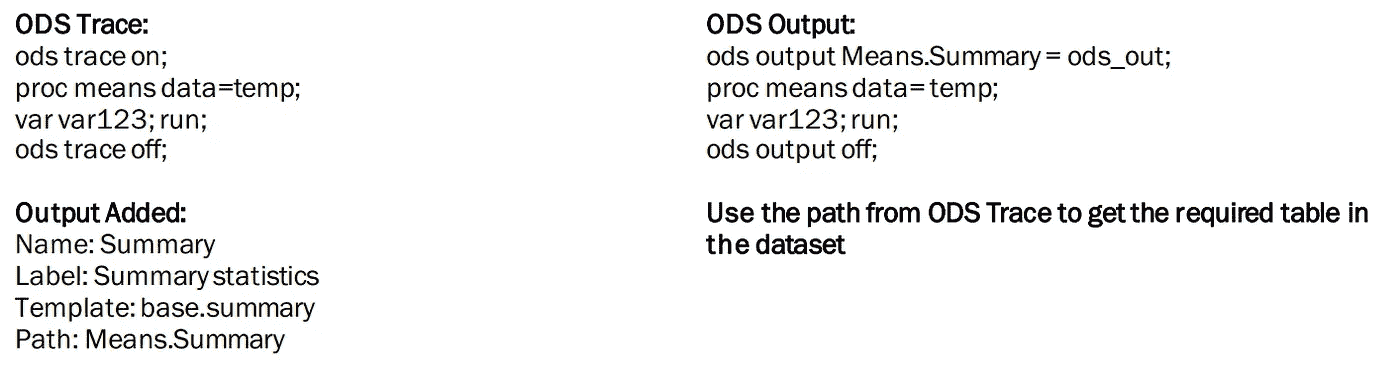 ODS Trace:
ods trace on;
proc means data=temp;
var var123; run;
ods trace off;
Output Added:
Name: Summary
Label: Summary statistics
Template: base.summary
Path: Means.Summary
ODS Output:
ods output Means.Summary = ods_out;
proc means data= temp;
var var123; run;
ods output off;
Use the path from ODS Trace to get the required table in
the dataset